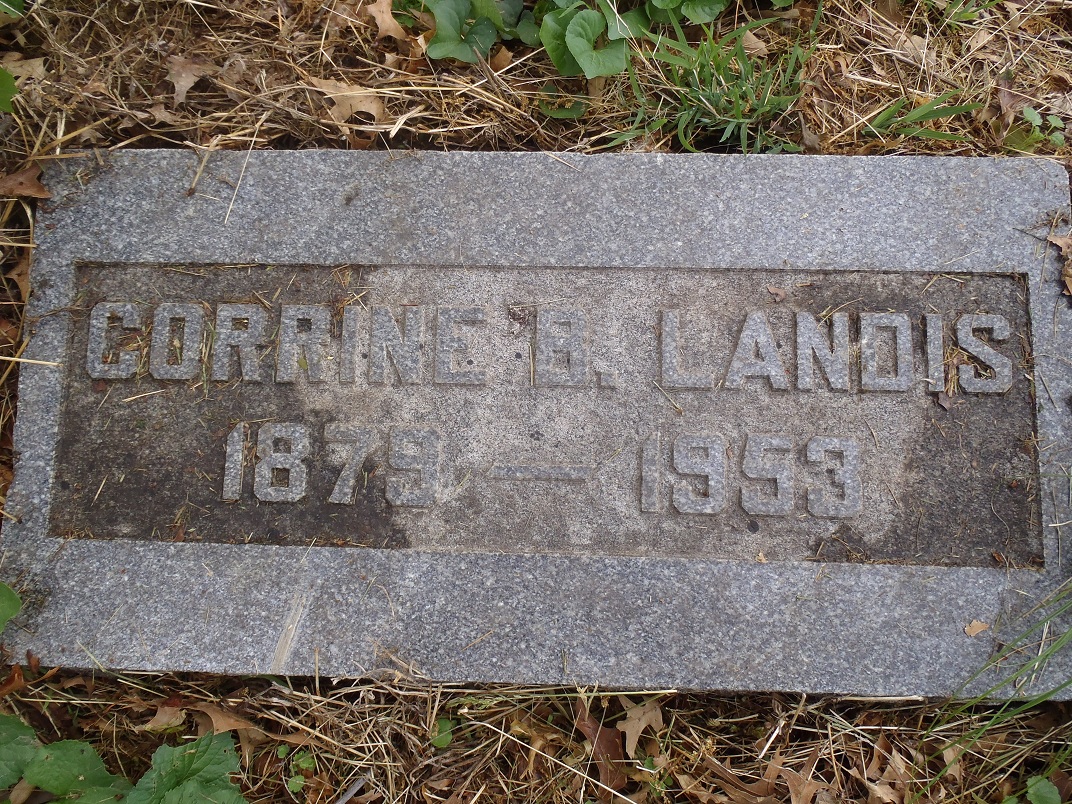 CORRINE B. LANDIS
1879 — 1953